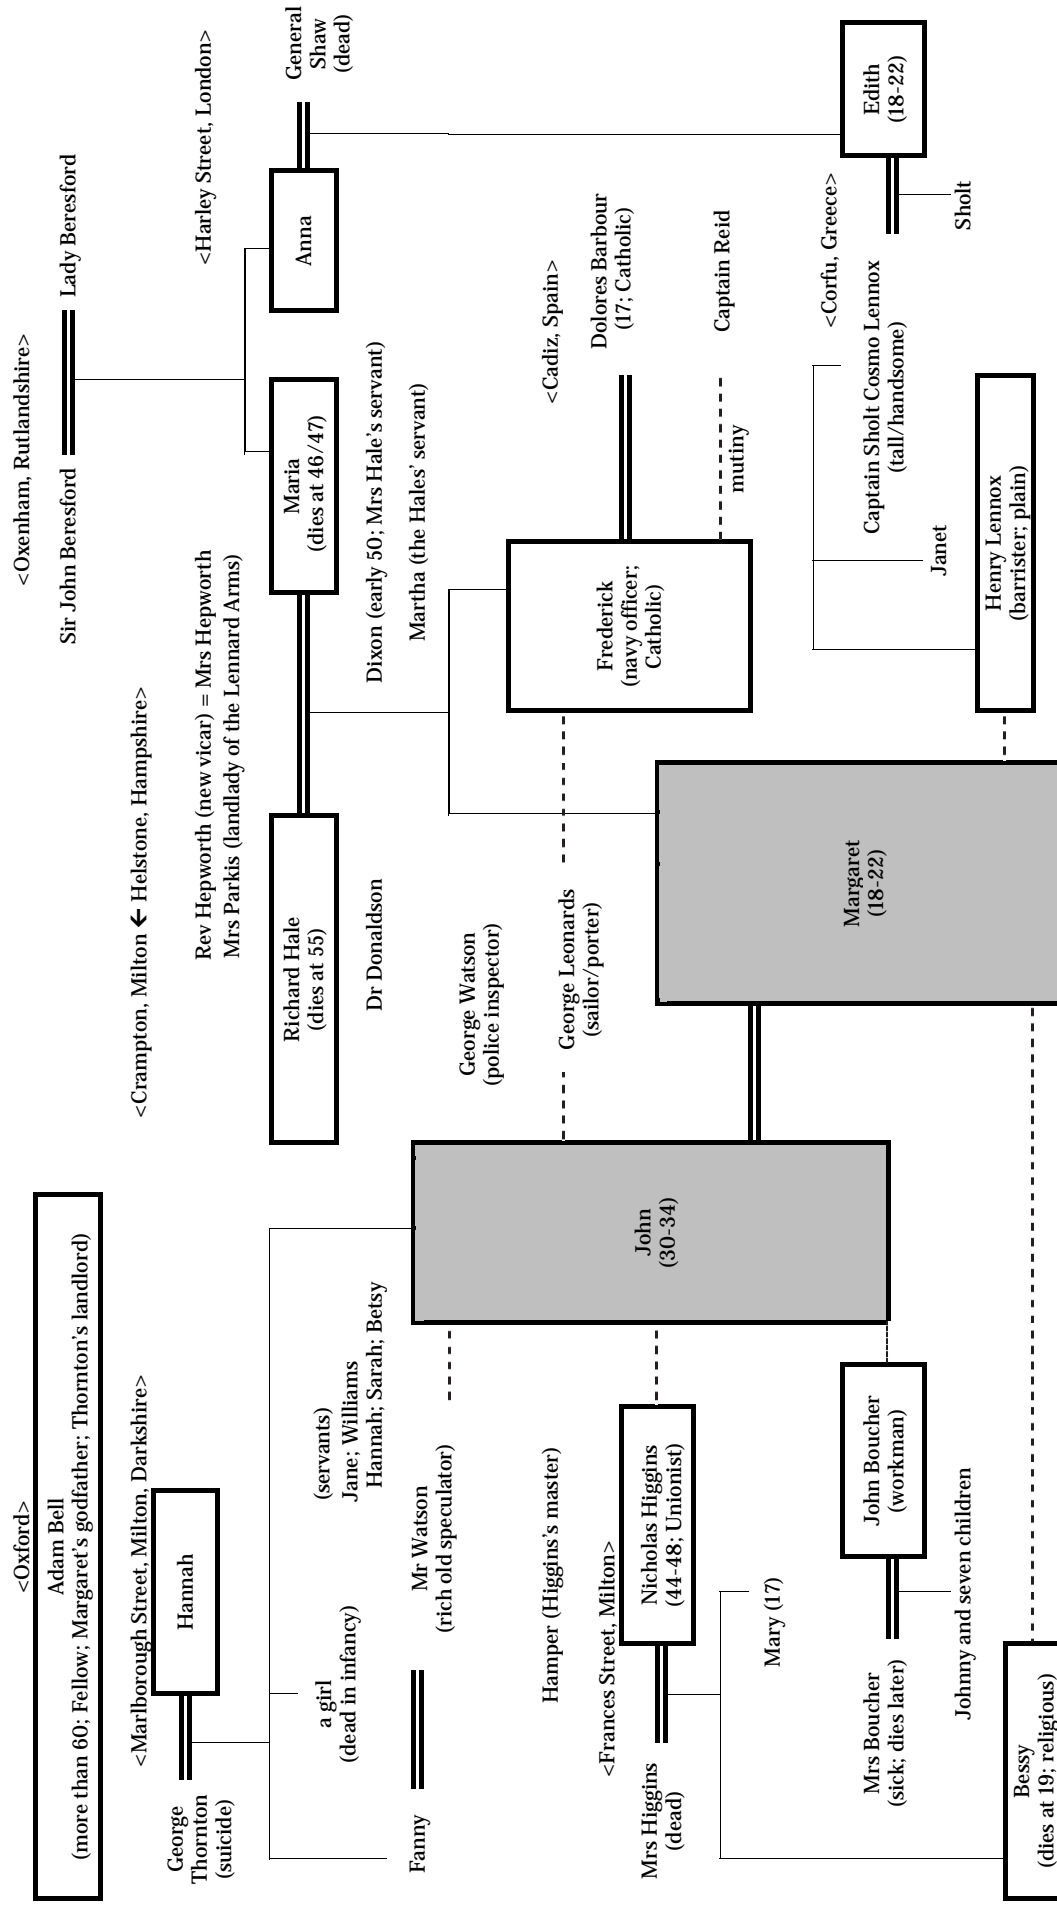 <Oxford>
Adam Bell
(more than 60; Fellow; Margaret's godfather; Thornton's landlord)
<Oxenham, Rutlandshire>
Sir John Beresford
Lady Beresford
<Marlborough Street, Milton, Darkshire>
<Crampton, Milton ← Helstone, Hampshire>
George
Thornton
(suicide)
Hannah
Rev Hepworth (new vicar) = Mrs Hepworth
Mrs Parkis (landlady of the Lennard Arms)
<Harley Street, London>
Richard Hale
(dies at 55)
Maria
(dies at 46/47)
Anna
General
Shaw
(dead)
a girl
(dead in infancy)
(servants)
Jane; Williams
Hannah; Sarah; Betsy
Dr Donaldson
Dixon (early 50; Mrs Hale's servant)
Martha (the Hales' servant)
Fanny
Mr Watson
(rich old speculator)
George Watson
(police inspector)
<Cadiz, Spain>
Hamper (Higgins's master)
George Leonards
(sailor/porter)
Frederick
(navy officer;
Catholic)
Dolores Barbour
(17; Catholic)
<Frances Street, Milton>
Mrs Higgins
(dead)
Nicholas Higgins
(44-48; Unionist)
John
(30-34)
mutiny
Captain Reid
Mary (17)
<Corfu, Greece>
Mrs Boucher
(sick; dies later)
John Boucher
(workman)
Margaret
(18-22)
Captain Sholt Cosmo Lennox
(tall/handsome)
Edith
(18-22)
Johnny and seven children
Janet
Sholt
Bessy
(dies at 19; religious)
Henry Lennox
(barrister; plain)